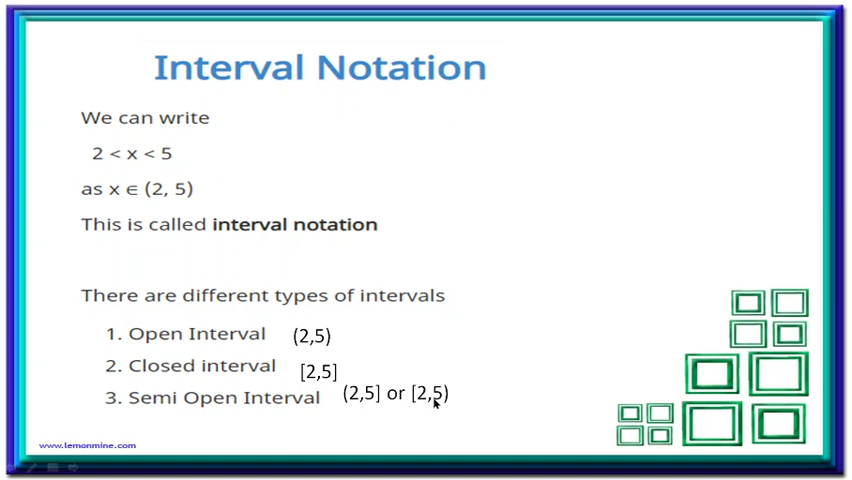 Interval Notation
We can write
2 < x < 5
as x ∈ (2, 5)
This is called interval notation
There are different types of intervals
1. Open Interval (2,5)
2. Closed interval [2,5]
3. Semi Open Interval (2,5] or [2,5)
www.lemonmine.com